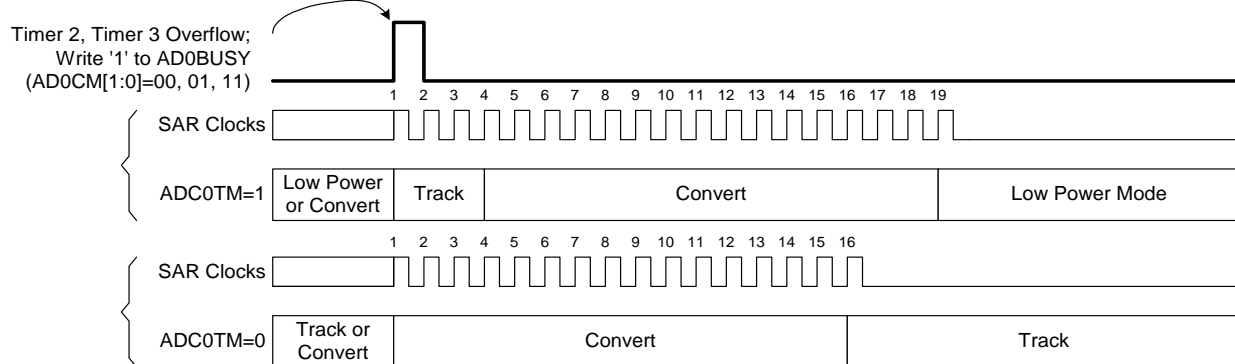 Timer 2, Timer 3 Overflow;
Write '1' to AD0BUSY
(AD0CM[1:0]=00, 01, 11)
1 2 3 4 5 6 7 8 9 10 11 12 13 14 15 16 17 18 19
SAR Clocks
ADC0TM=1
Low Power
or Convert
Track
Convert
Low Power Mode
1 2 3 4 5 6 7 8 9 10 11 12 13 14 15 16
SAR Clocks
ADC0TM=0
Track or
Convert
Convert
Track